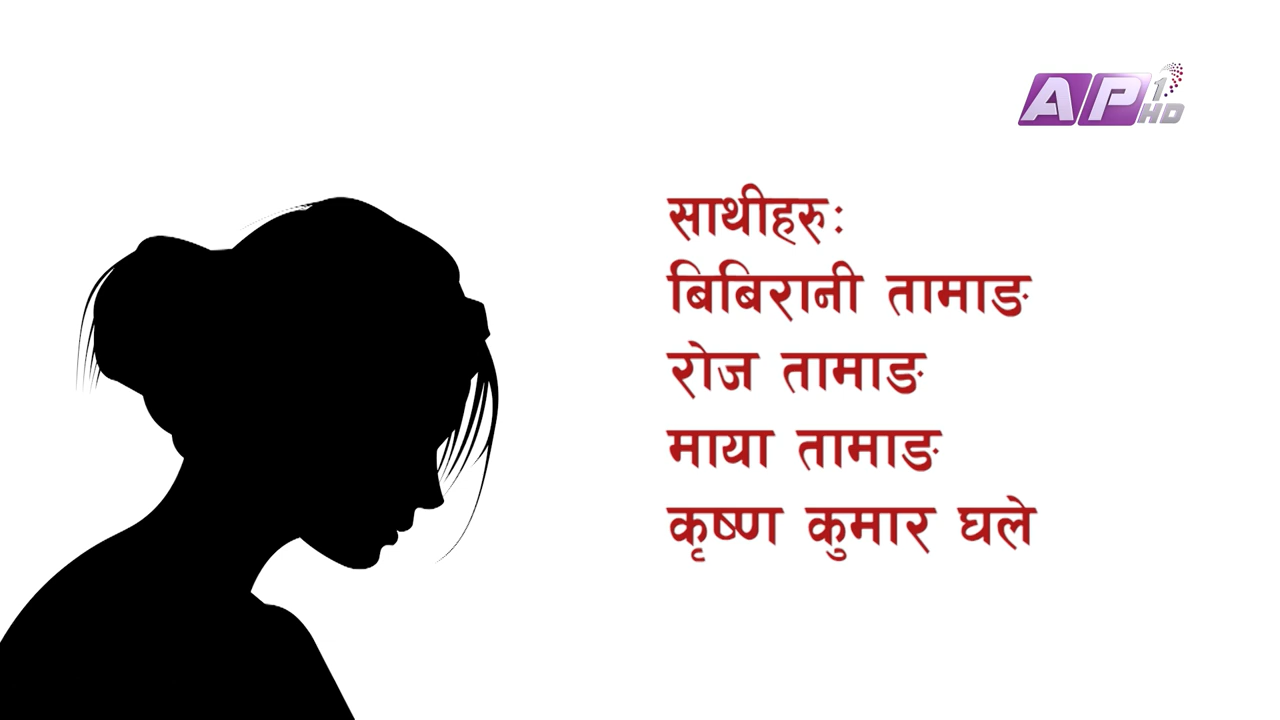 AP1 HD
साथीहरु:
बिबिरानी तामाङ
रोज तामाङ
माया तामाङ
कृष्ण कुमार घले